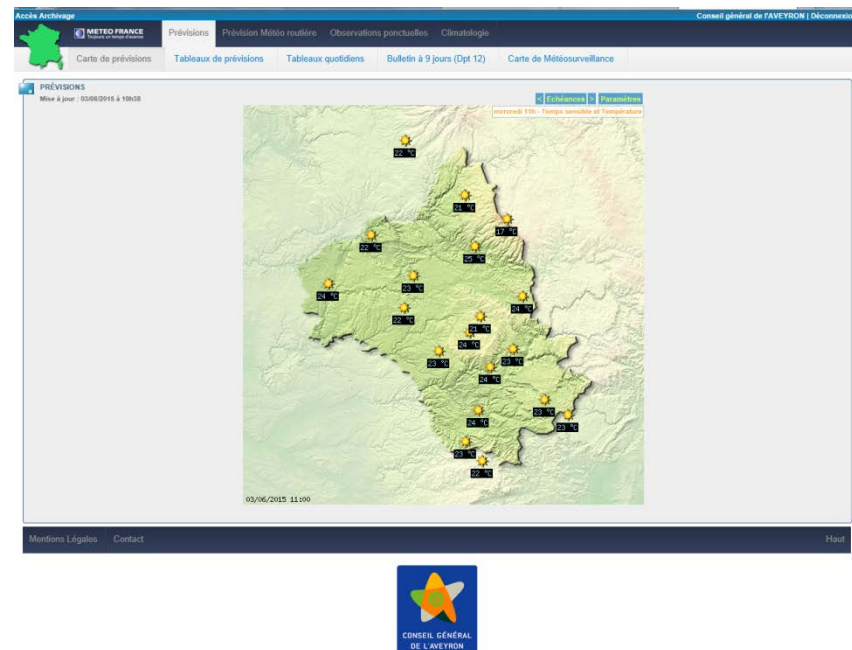 Accès Archivage
Conseil général de l'AVEYRON | Déconnexio
METEO FRANCE
Toujours un temps d'avance
Prévisions
Prévision Météo routière
Observations ponctuelles
Climatologie
Carte de prévisions
Tableaux de prévisions
Tableaux quotidiens
Bulletin à 9 jours (Dpt 12)
Carte de Météosurveillance
PRÉVISIONS
Mise à jour : 03/06/2015 à 10h38
< Echéances > Paramètres
mercredi 11h - Temps sensible et Température
22 °C
21 °C
17 °C
22 °C
25 °C
23 °C
24 °C
24 °C
22 °C
21 °C
24 °C
23 °C
23 °C
24 °C
23 °C
24 °C
23 °C
23 °C
22 °C
03/06/2015 11:00
Mentions Légales
Contact
Haut
CONSEIL GÉNÉRAL
DE L'AVEYRON